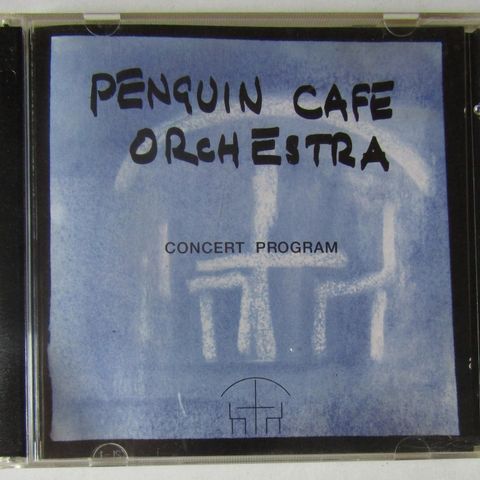 PENGUIN CAFE
ORCHESTRA
CONCERT PROGRAM